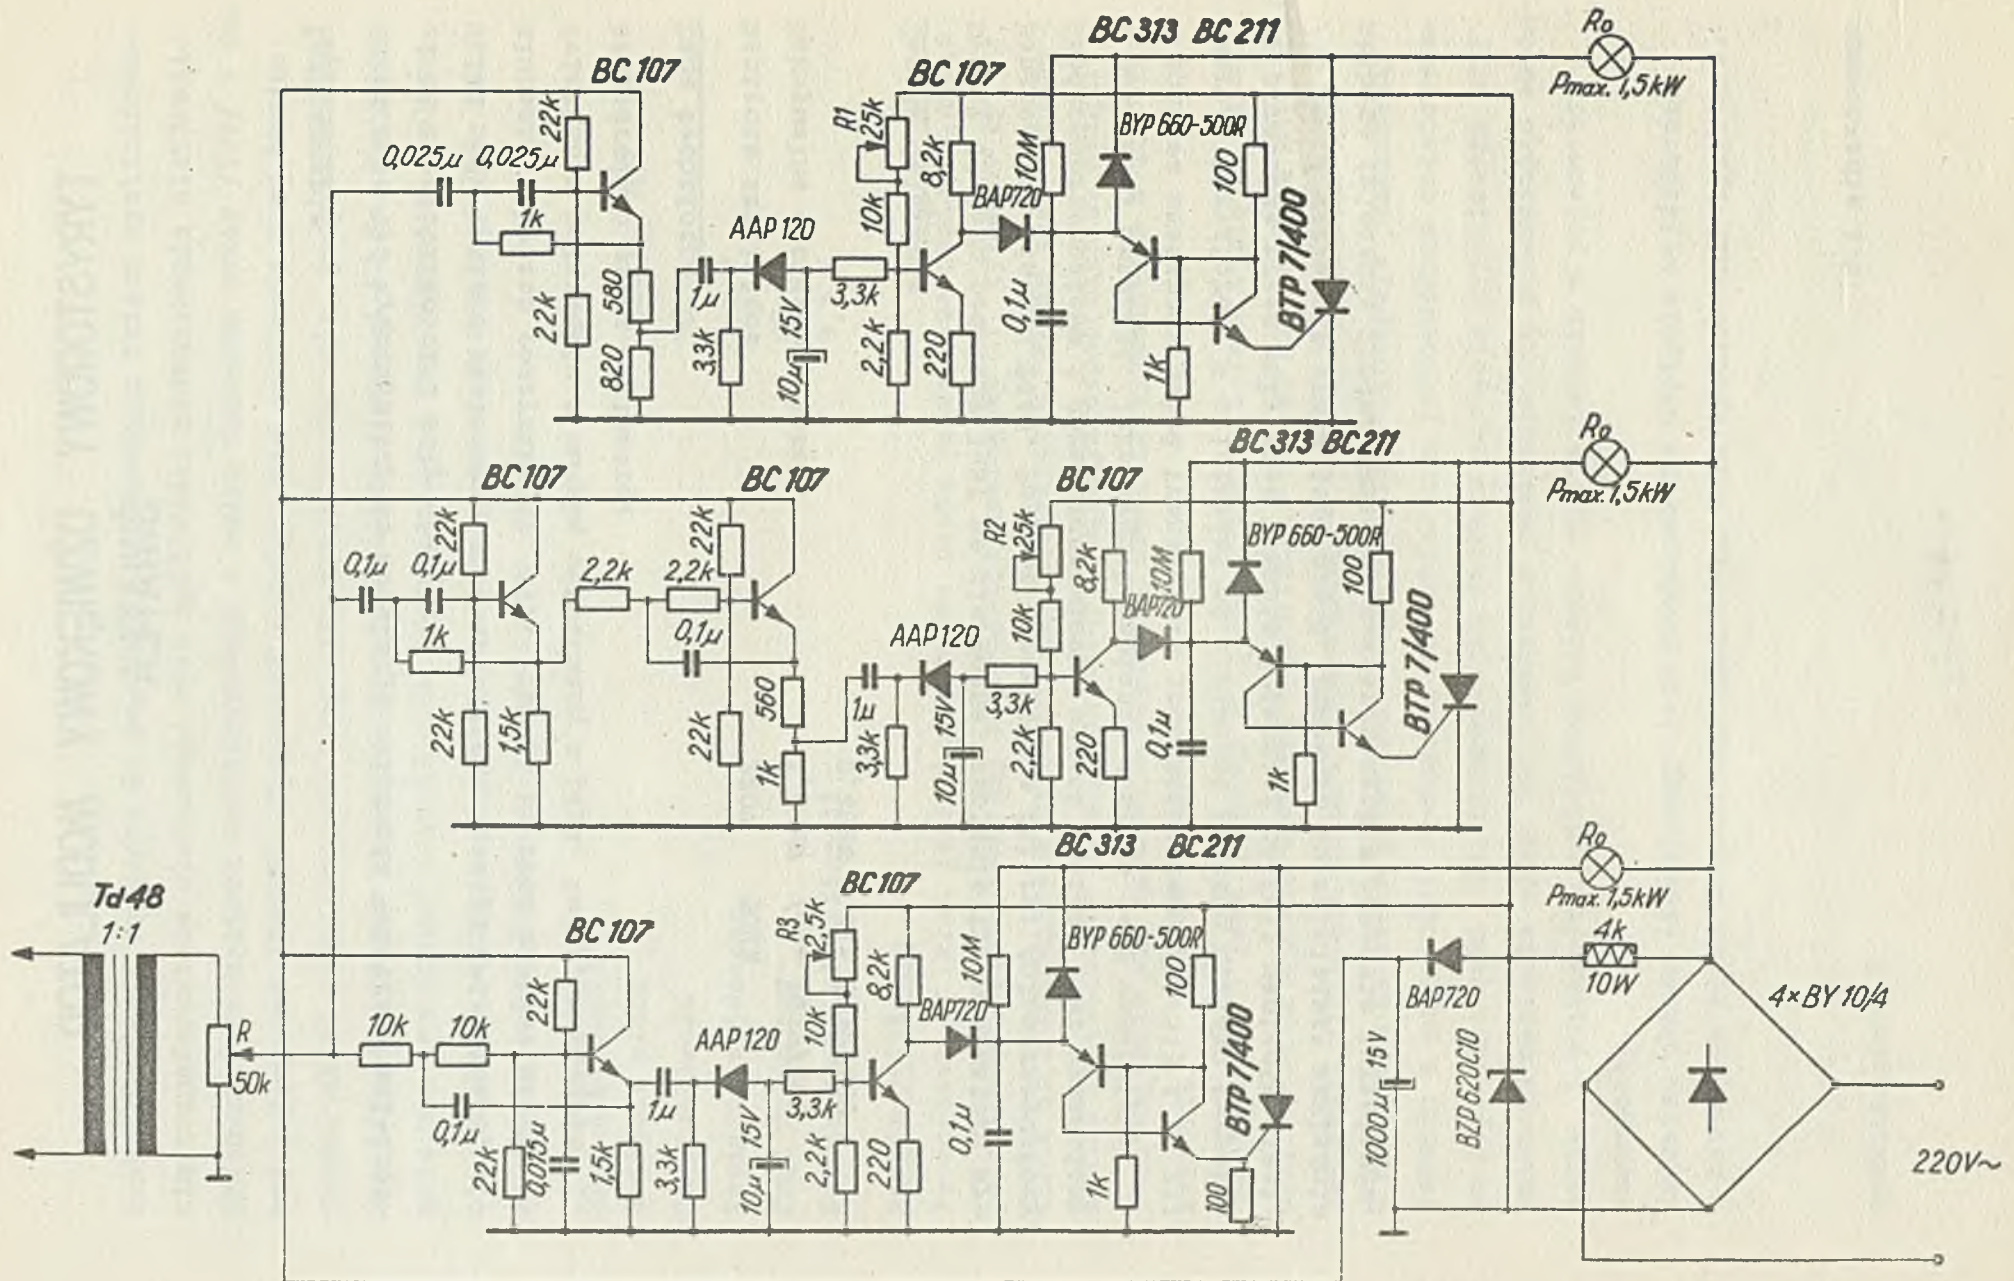 BC 313 BC 211
Ro
Pmax. 1,5kW
BC 107
BC 107
22k
0,025μ 0,025μ
1k
22k
580
820
1μ
3,3k
AAP 120
15V
10μ
3,3k
R1
25k
10k
2,2k
8,2k
220
BAP720
10M
0,1μ
BYP 660-500R
100
1k
BTP 7/400
BC 313 BC 211
Ro
Pmax. 1,5kW
BC 107
BC 107
BC 107
22k
0,1μ 0,1μ
1k
22k
1,5k
2,2k 2,2k
0,1μ
22k
22k
560
1k
1μ
3,3k
AAP 120
15V
10μ
3,3k
R2
25k
10k
2,2k
8,2k
220
BAP720
10M
0,1μ
BYP 660-500R
100
1k
BTP 7/400
BC 313 BC 211
Ro
Pmax. 1,5kW
Td48
1:1
R
50k
BC 107
BC 107
10k 10k
0,1μ
22k
22k
0,015μ
1,5k
1μ
3,3k
AAP 120
15V
10μ
3,3k
R3
2,5k
10k
2,2k
8,2k
220
BAP720
10M
0,1μ
BYP 660-500R
100
1k
100
BTP 7/400
4k
10W
BAP720
15V
1000μ
BZP 620C10
4×BY 10/4
220V~